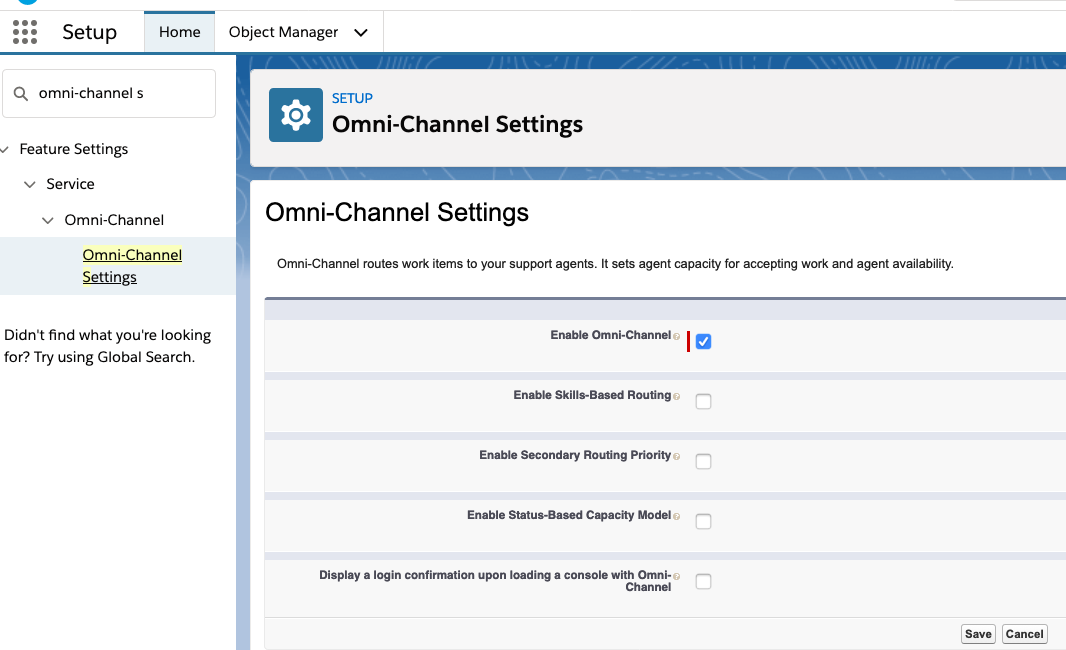 Setup
Home
Object Manager
omni-channel s
Feature Settings
Service
Omni-Channel
Omni-Channel
Settings
Didn't find what you're looking
for? Try using Global Search.
SETUP
Omni-Channel Settings
Omni-Channel Settings
Omni-Channel routes work items to your support agents. It sets agent capacity for accepting work and agent availability.
Enable Omni-Channel
Enable Skills-Based Routing
Enable Secondary Routing Priority
Enable Status-Based Capacity Model
Display a login confirmation upon loading a console with Omni-
Channel
Save
Cancel